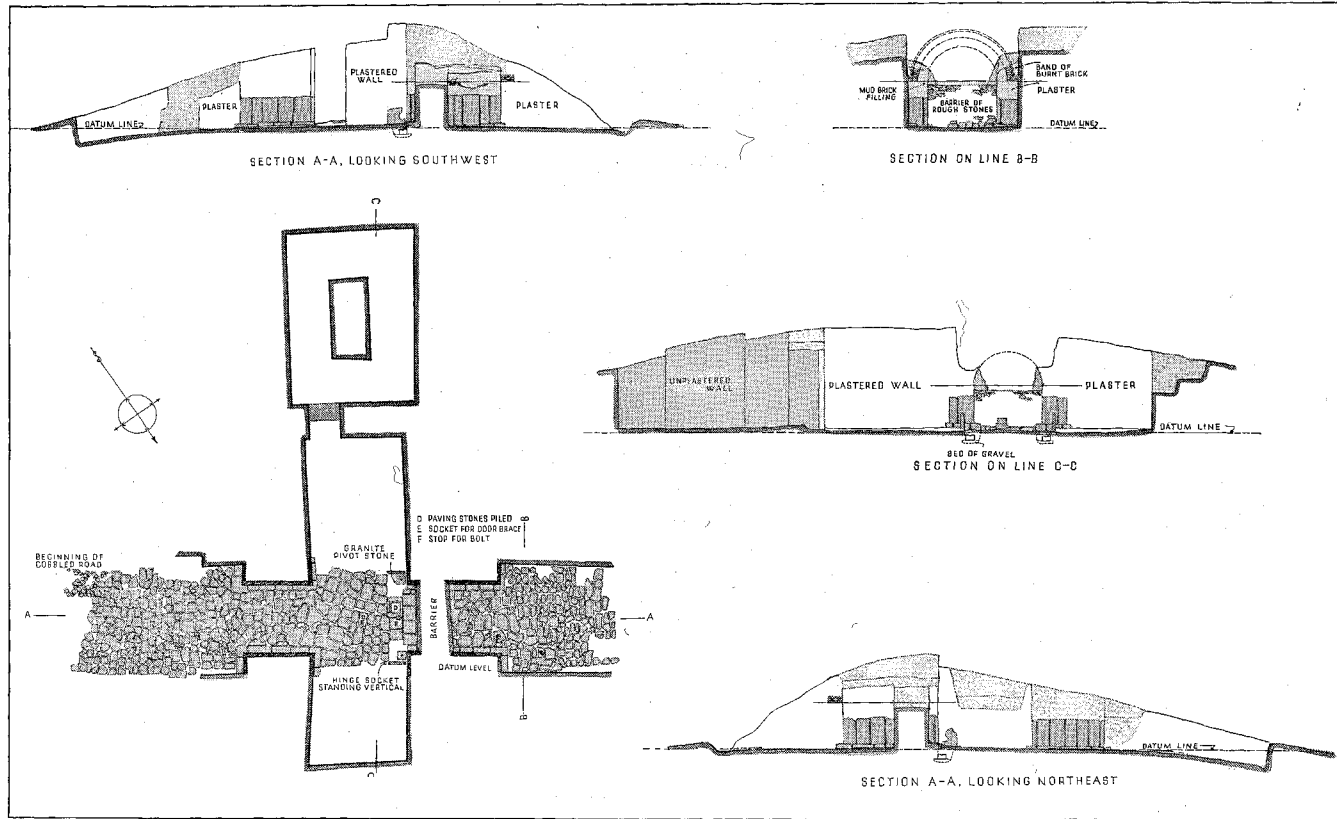 PLASTERED
WALL
PLASTER
PLASTER
DATUM LINE
SECTION A-A, LOOKING SOUTHWEST
MUD BRICK
FILLING
BAND OF
BURNT BRICK
PLASTER
BARRIER OF
ROUGH STONES
DATUM LINE
SECTION ON LINE B-B
C
UNPLASTERED
WALL
PLASTERED WALL
PLASTER
DATUM LINE
BED OF GRAVEL
SECTION ON LINE C-C
D PAVING STONES PILED
E SOCKET FOR DOOR BRACE
F STOP FOR BOLT
B
BEGINNING OF
COBBLED ROAD
GRANITE
PIVOT STONE
A
D
BARRIER
A
DATUM LEVEL
HINGE SOCKET
STANDING VERTICAL
B
C
DATUM LINE
SECTION A-A, LOOKING NORTHEAST